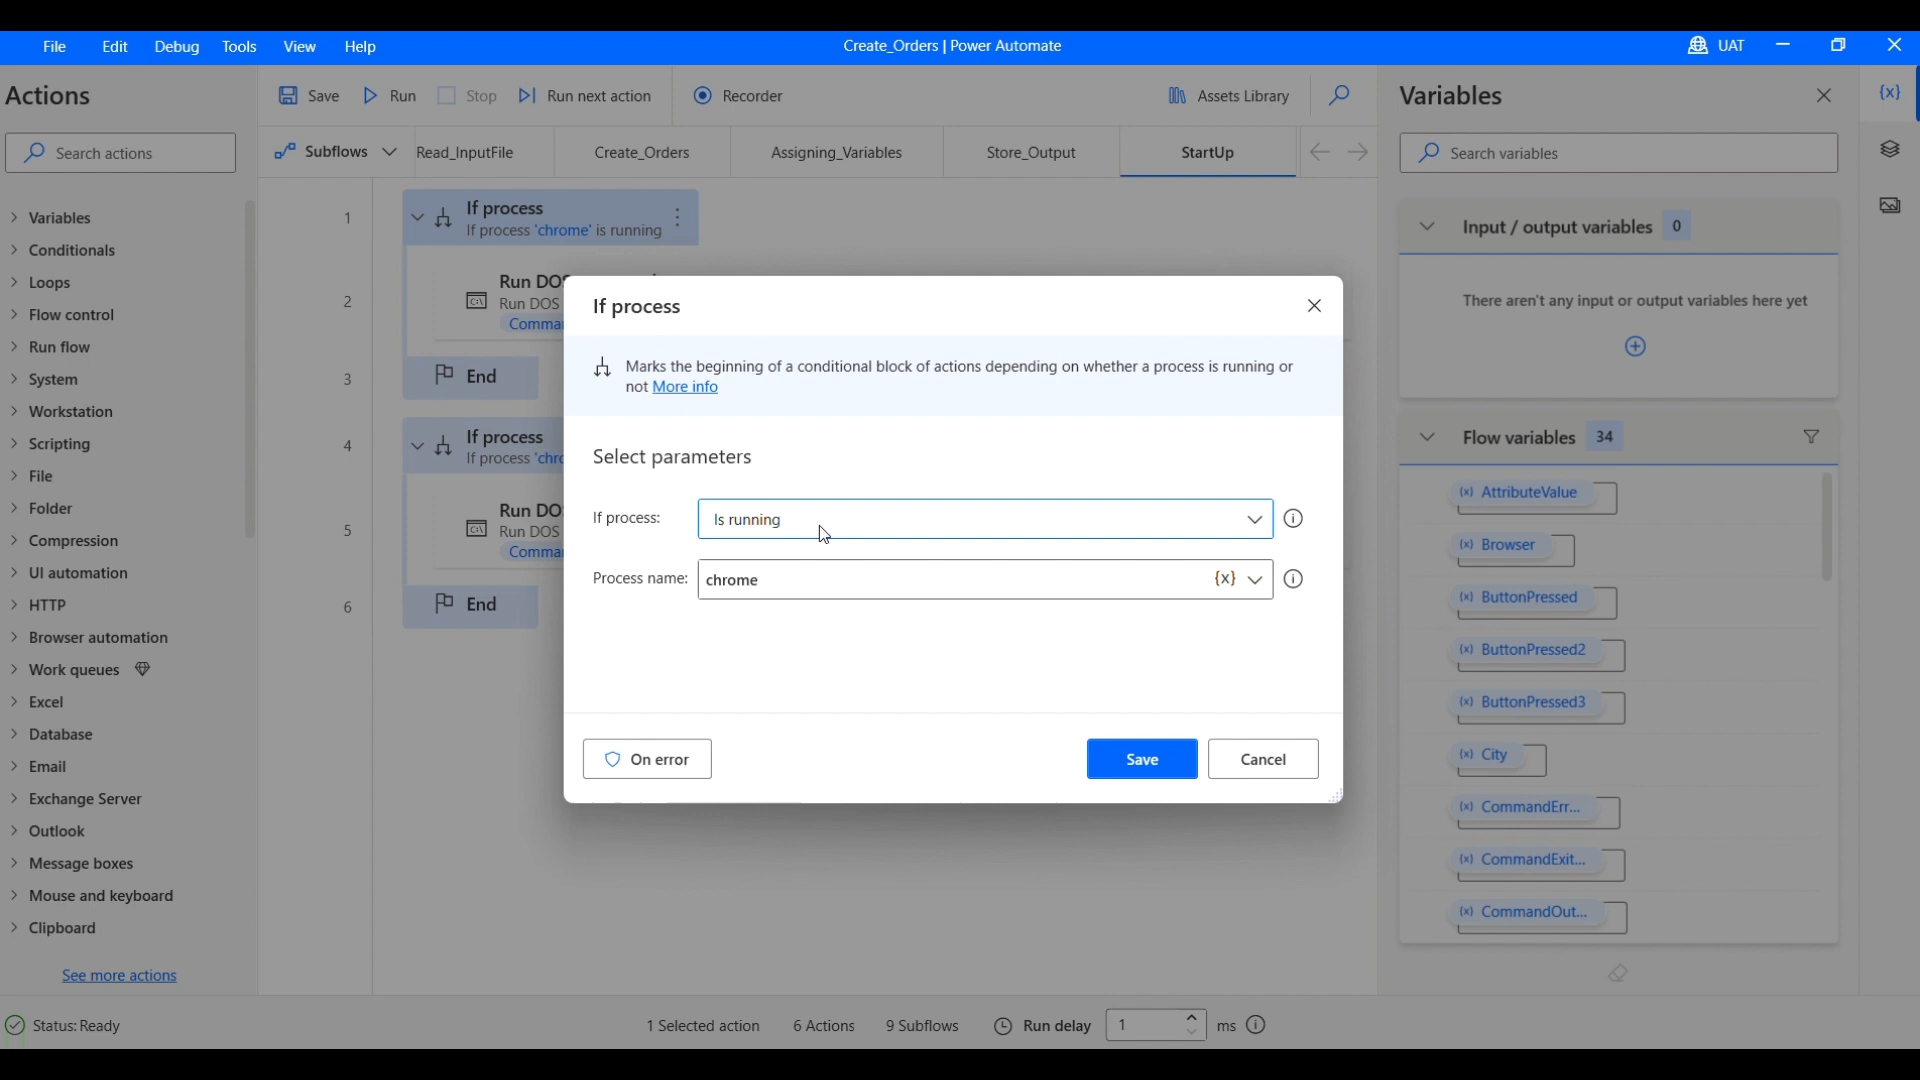 File Edit Debug Tools View Help
Create_Orders | Power Automate
UAT
Actions
Save Run Stop Run next action Recorder
Assets Library
Variables
{x}
Search actions
Subflows Read_InputFile Create_Orders Assigning_Variables Store_Output StartUp
Search variables
Variables
Conditionals
Loops
Flow control
Run flow
System
Workstation
Scripting
File
Folder
Compression
UI automation
HTTP
Browser automation
Work queues
Excel
Database
Email
Exchange Server
Outlook
Message boxes
Mouse and keyboard
Clipboard
See more actions
1
If process
If process 'chrome' is running
2
Run DOS
3
End
4
If process
5
6
End
If process
Marks the beginning of a conditional block of actions depending on whether a process is running or
not More info
Select parameters
If process: Is running
Process name: chrome {x}
On error
Save
Cancel
Input / output variables 0
There aren't any input or output variables here yet
Flow variables 34
(x) AttributeValue
(x) Browser
(x) ButtonPressed
(x) ButtonPressed2
(x) ButtonPressed3
(x) City
(x) CommandErr...
(x) CommandExit...
(x) CommandOut...
Status: Ready
1 Selected action 6 Actions 9 Subflows Run delay 1 ms